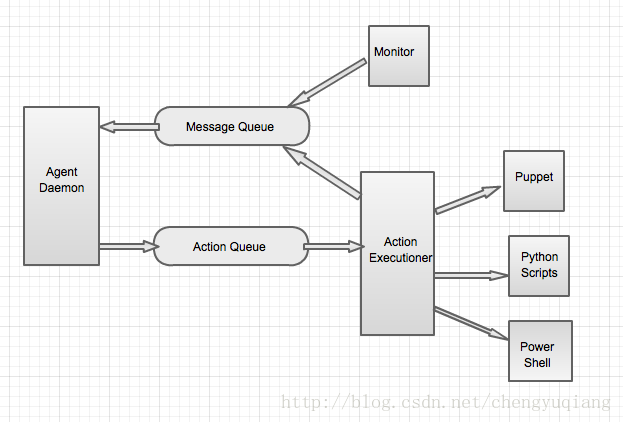 Monitor
Message Queue
Agent
Daemon
Puppet
Action
Executioner
Action Queue
Python
Scripts
Power
Shell
http://blog.csdn.net/chengyuqiang